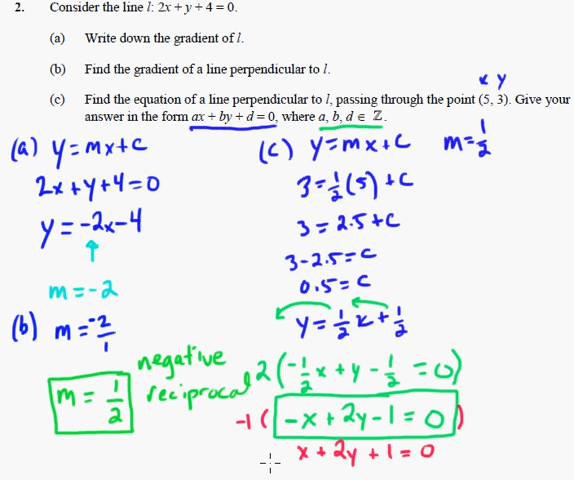 2. Consider the line l: 2x + y + 4 = 0.
(a) Write down the gradient of l.
(b) Find the gradient of a line perpendicular to l.
x y
(c) Find the equation of a line perpendicular to l, passing through the point (5, 3). Give your
answer in the form ax + by + d = 0, where a, b, d ∈ ℤ.
(a) y = mx + c
2x + y + 4 = 0
y = -2x - 4
↑
m = -2
(b) m = -2/1
negative
reciprocal
m = 1/2
(c) y = mx + c m = 1/2
3 = 1/2(5) + c
3 = 2.5 + c
3 - 2.5 = c
0.5 = c
y = 1/2 x + 1/2
2(-1/2 x + y - 1/2 = 0)
-1(-x + 2y - 1 = 0)
x + 2y + 1 = 0